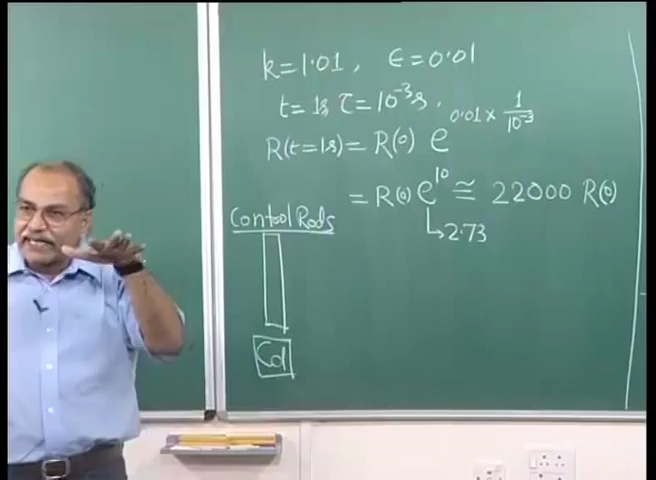 k=1.01, ϵ=0.01
t=1s, τ=10⁻³s,
R(t=1s)=R(0) e^(0.01 × 1/10⁻³)
=R(0) e¹⁰ ≅ 22000 R(0)
↳2.73
Control Rods
Cd